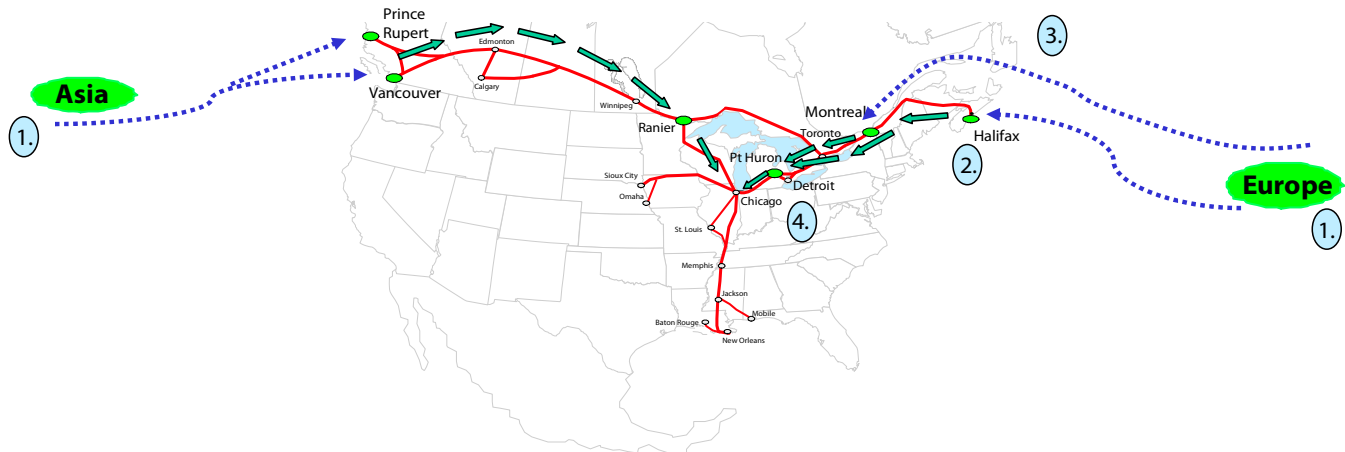 Prince
Rupert
3.
Edmonton
Asia
Calgary
Vancouver
Winnipeg
Montreal
1.
Ranier
Toronto
Halifax
Pt Huron
2.
Sioux City
Detroit
Europe
Omaha
Chicago
4.
1.
St. Louis
Memphis
Jackson
Mobile
Baton Rouge
New Orleans